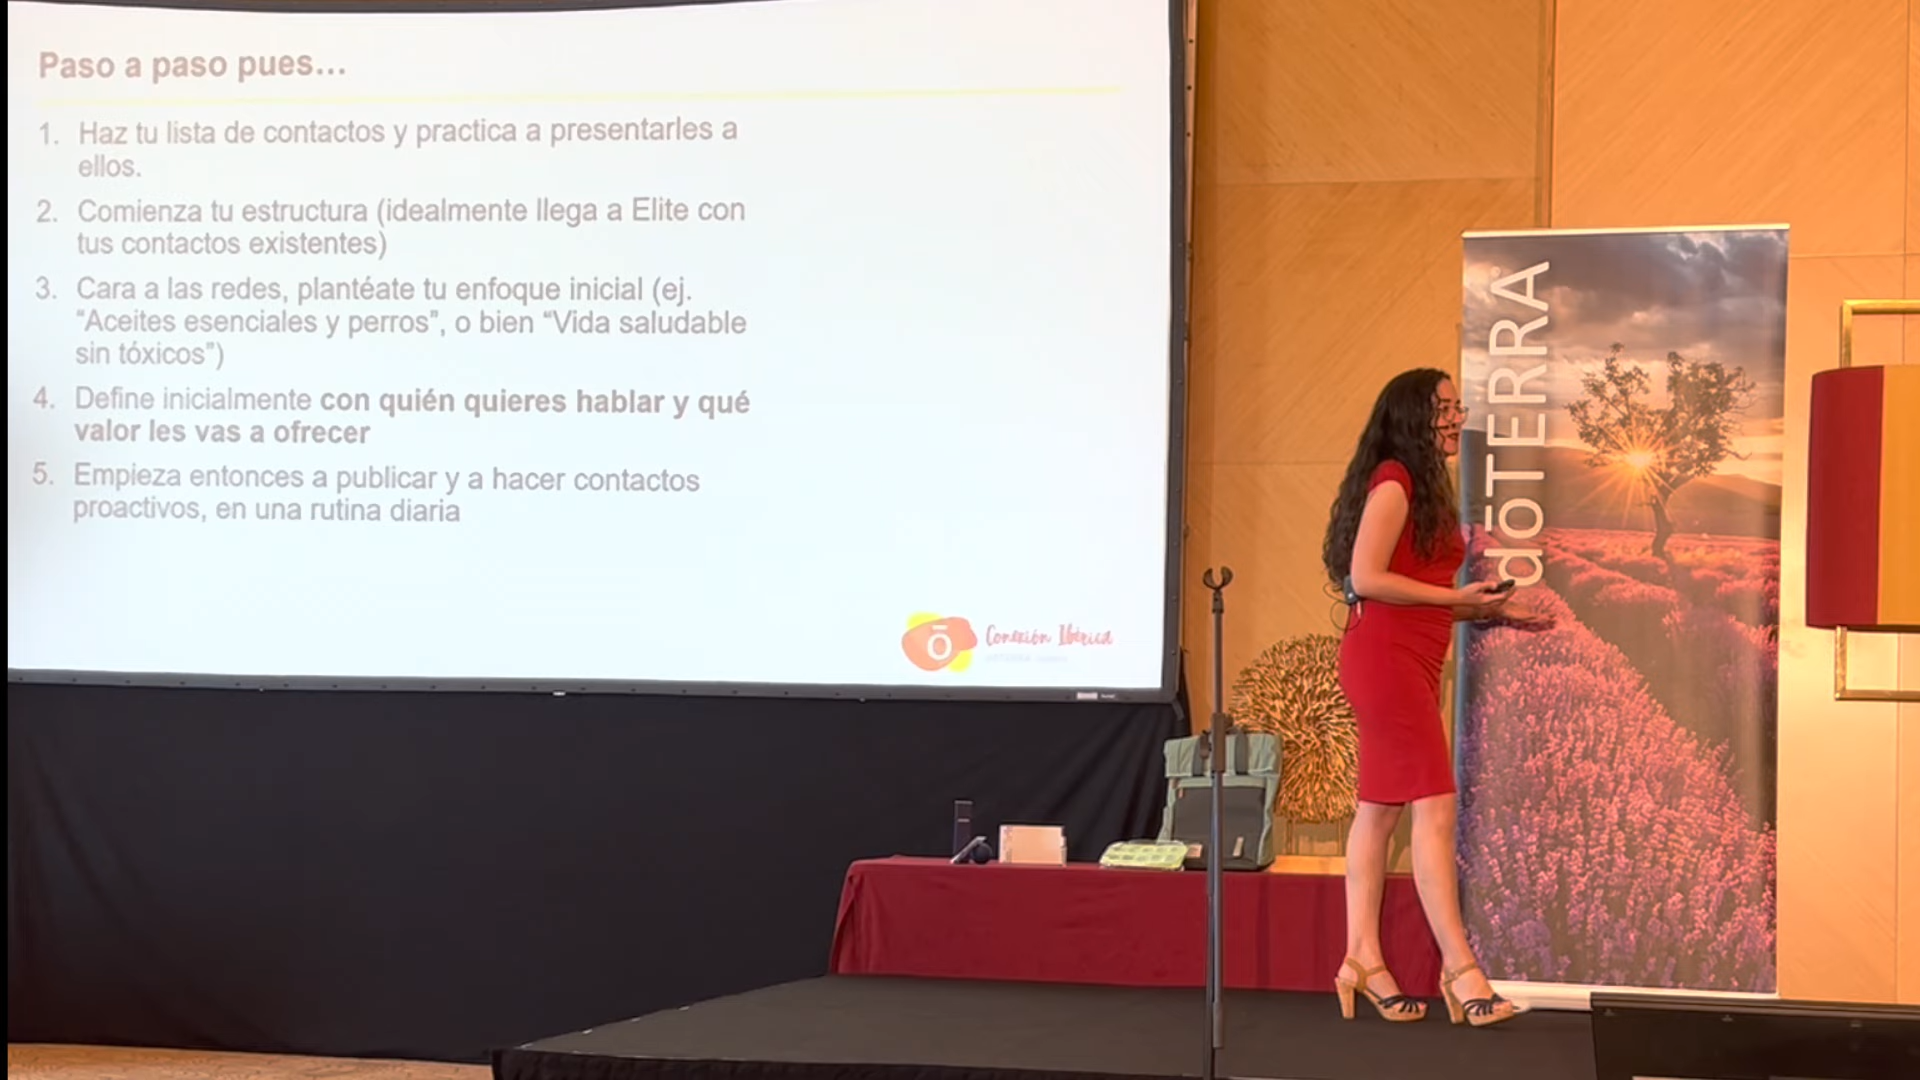 Paso a paso pues...
1. Haz tu lista de contactos y practica a presentarles a
ellos.
2. Comienza tu estructura (idealmente llega a Elite con
tus contactos existentes)
3. Cara a las redes, plantéate tu enfoque inicial (ej.
“Aceites esenciales y perros”, o bien “Vida saludable
sin tóxicos”)
4. Define inicialmente con quién quieres hablar y qué
valor les vas a ofrecer
5. Empieza entonces a publicar y a hacer contactos
proactivos, en una rutina diaria
ō Conexión Ibérica
dōTERRA